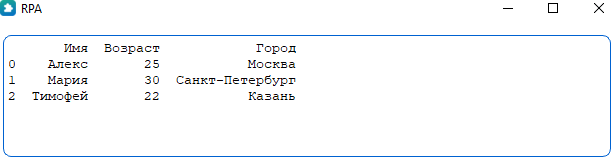 RPA
Имя Возраст Город
0 Алекс 25 Москва
1 Мария 30 Санкт-Петербург
2 Тимофей 22 Казань